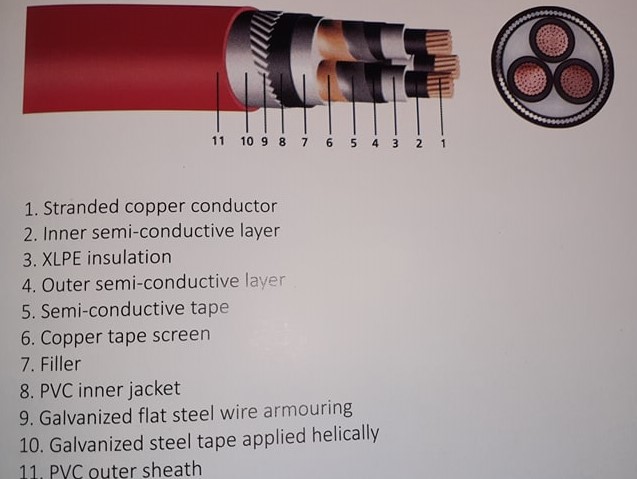 11 10 9 8 7 6 5 4 3 2 1
1. Stranded copper conductor
2. Inner semi-conductive layer
3. XLPE insulation
4. Outer semi-conductive layer
5. Semi-conductive tape
6. Copper tape screen
7. Filler
8. PVC inner jacket
9. Galvanized flat steel wire armouring
10. Galvanized steel tape applied helically
11. PVC outer sheath